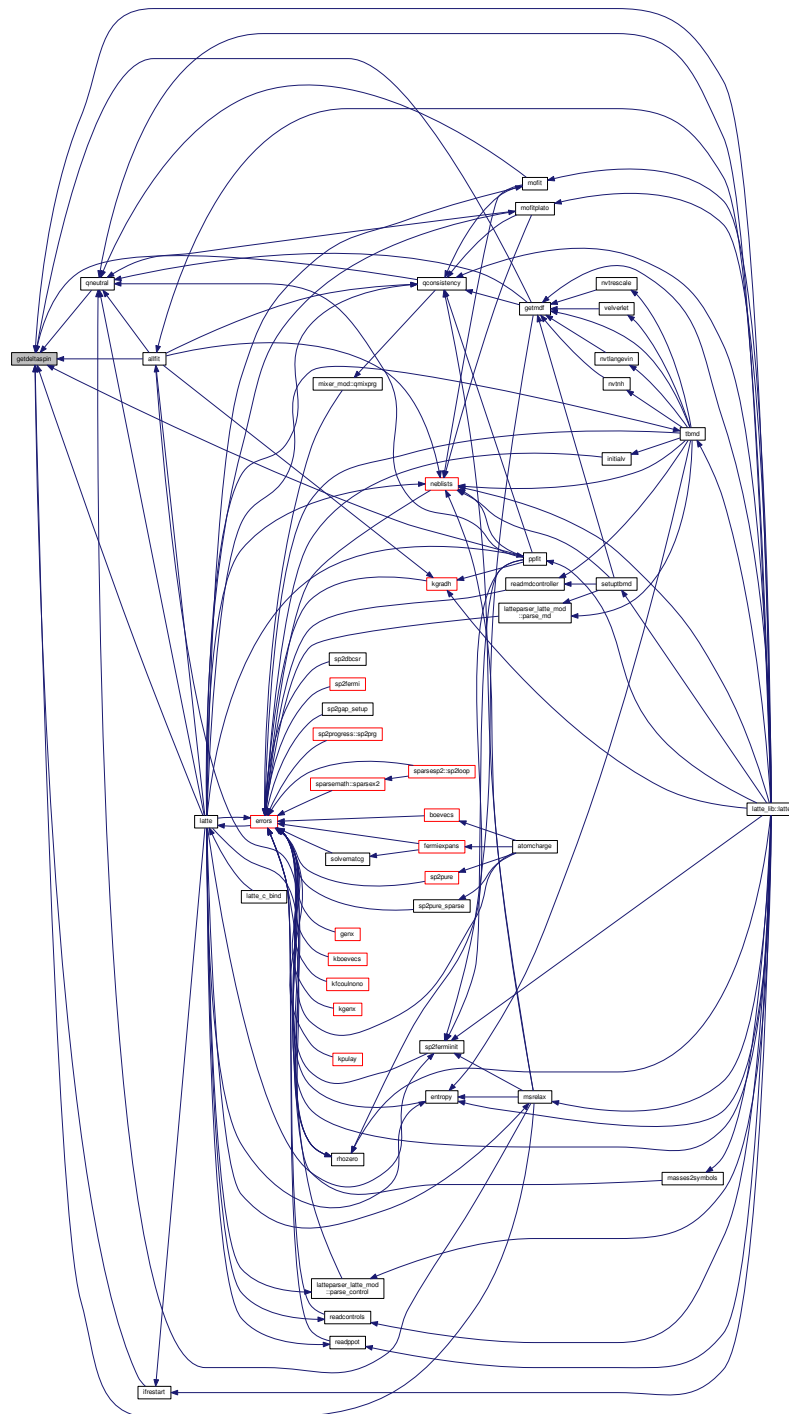 mofit
mofitplato
qneutral
qconsistency
nvtrescale
getmdf
velverlet
getdeltaspin
allfit
nvtlangevin
mixer_mod::qmixprg
nvtnh
tbmd
initialv
neblists
ppfit
kgradh
readmdcontroller
setuptbmd
latteparser_latte_mod
::parse_md
sp2dbcsr
sp2fermi
sp2gap_setup
sp2progress::sp2prg
sparsesp2::sp2loop
sparsemath::sparsex2
latte_lib::latte
latte
errors
boevecs
fermiexpans
atomcharge
solvematcg
sp2pure
latte_c_bind
sp2pure_sparse
genx
kboevecs
kfcoulnono
kgenx
kpulay
sp2fermiinit
entropy
msrelax
rhozero
masses2symbols
latteparser_latte_mod
::parse_control
readcontrols
readppot
ifrestart